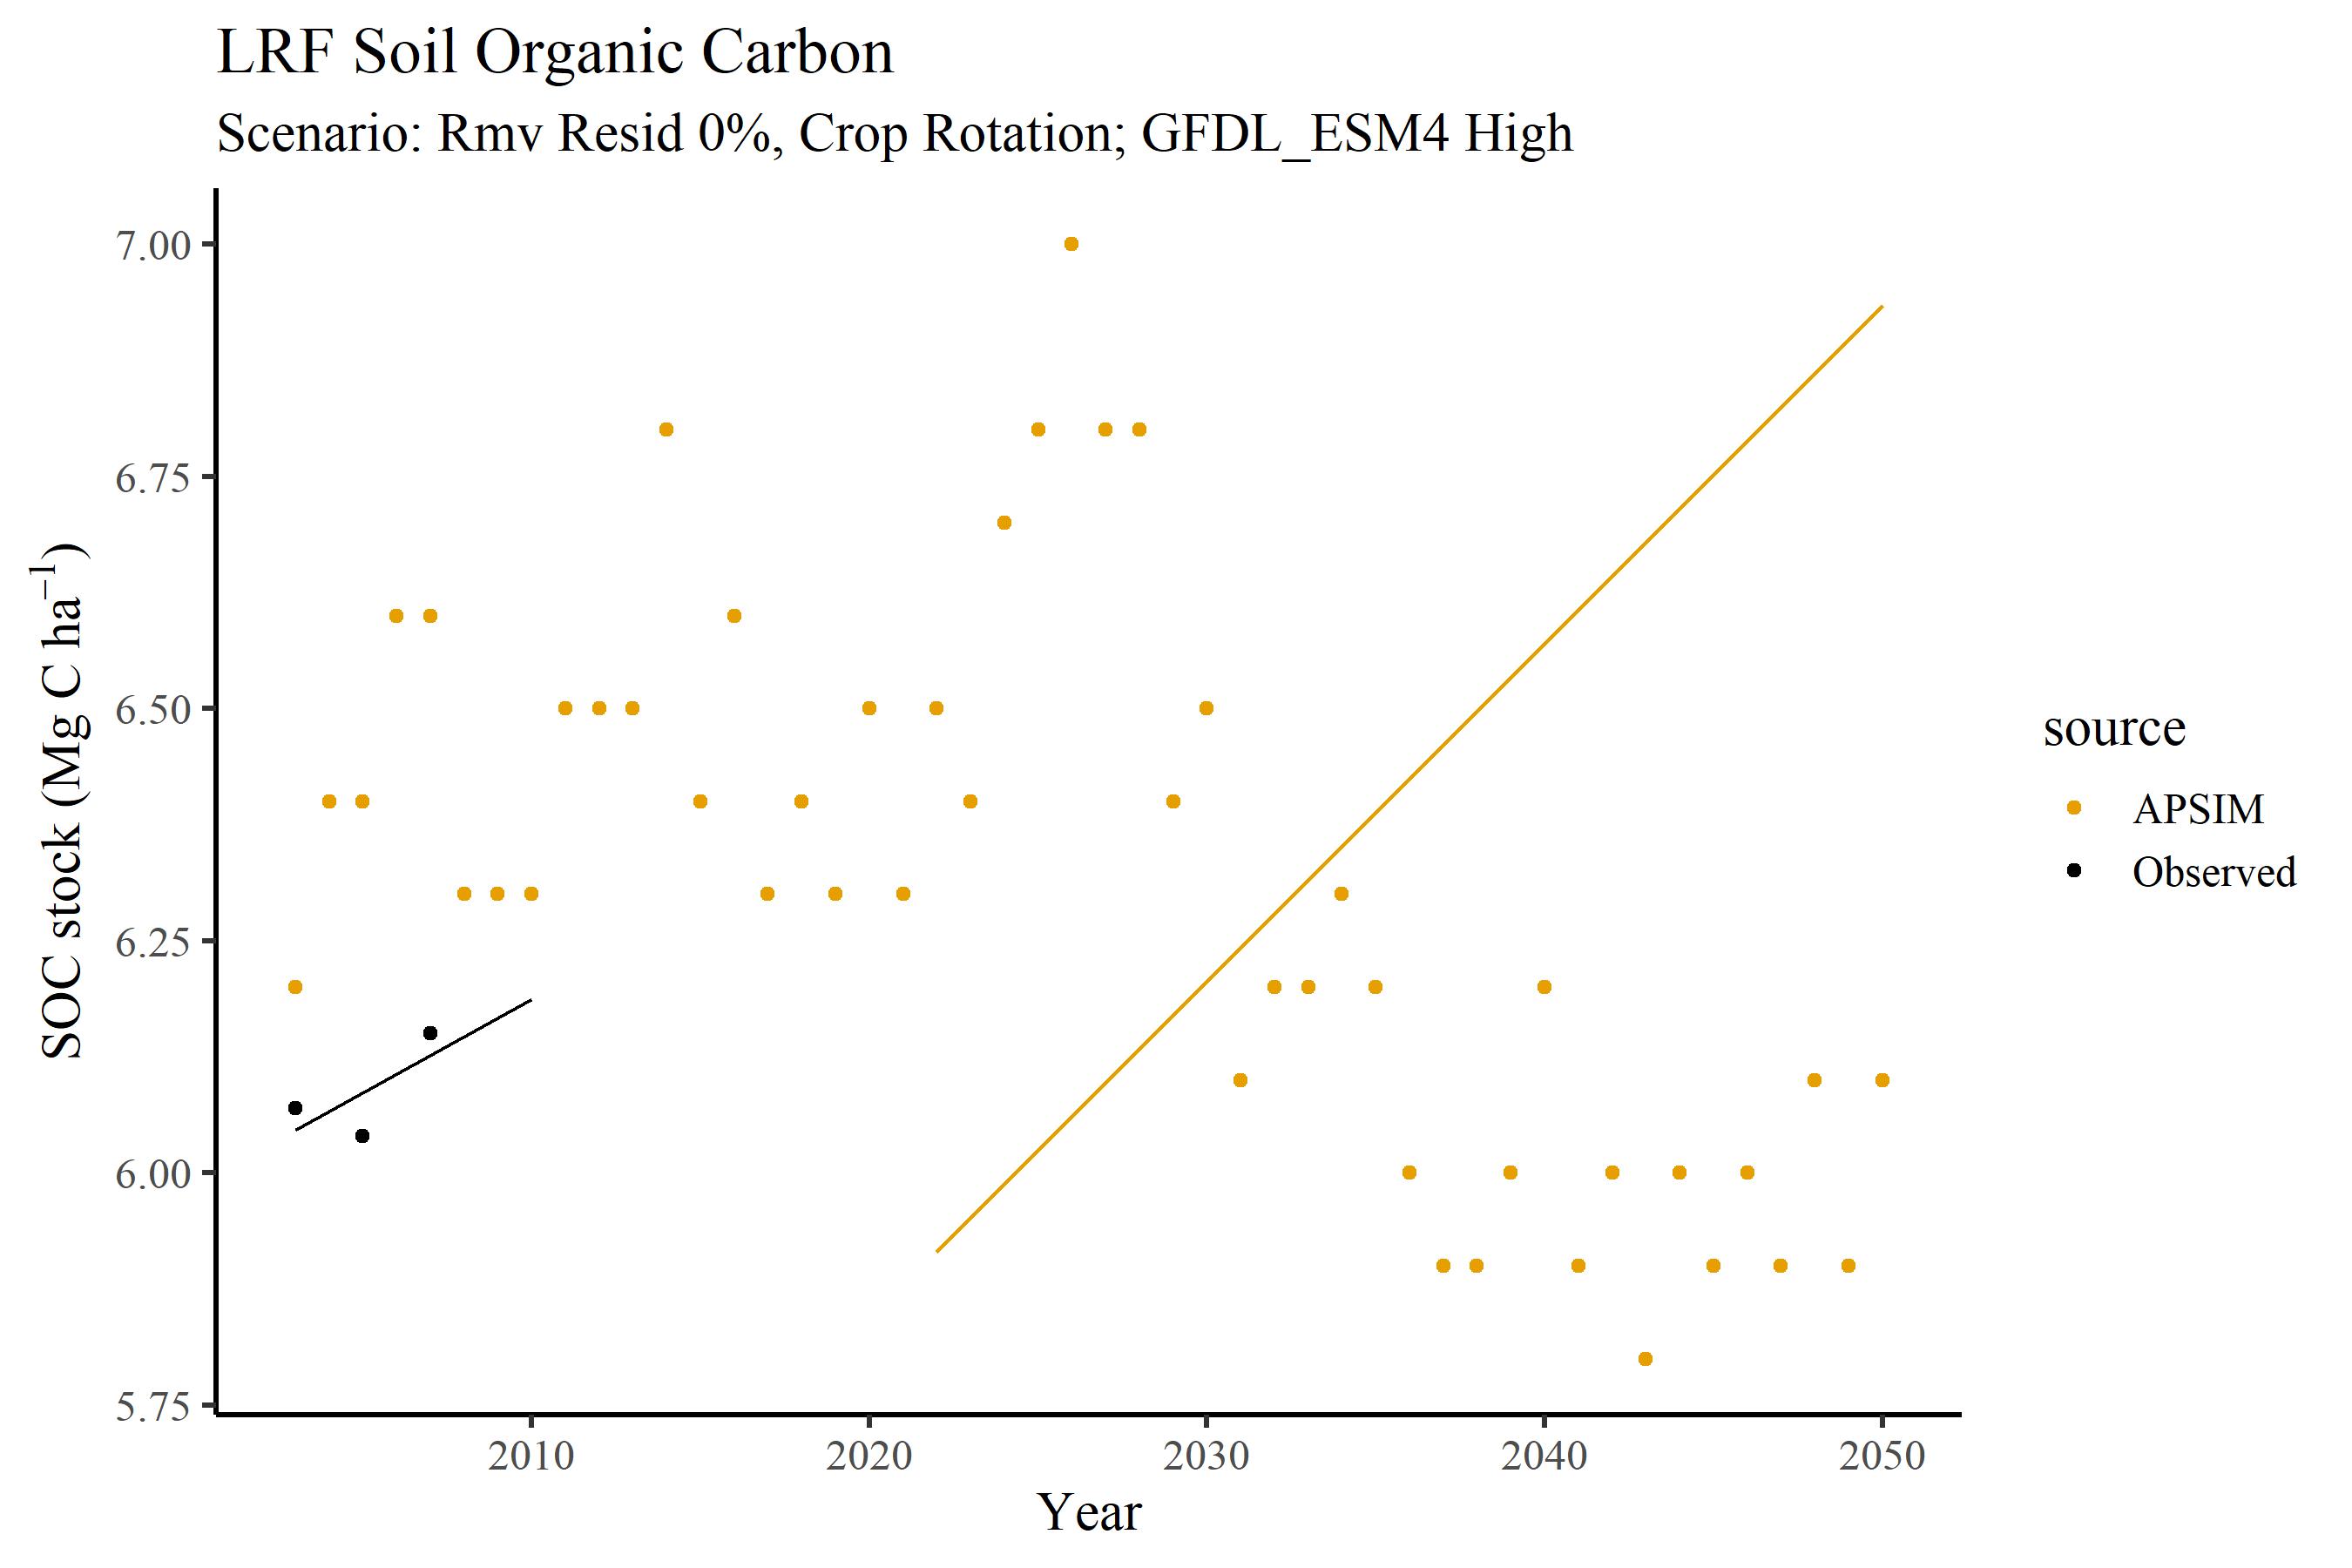 LRF Soil Organic Carbon
Scenario: Rmv Resid 0%, Crop Rotation; GFDL_ESM4 High
SOC stock (Mg C ha⁻¹)
7.00
6.75
6.50
6.25
6.00
5.75
2010
2020
2030
2040
2050
Year
source
APSIM
Observed